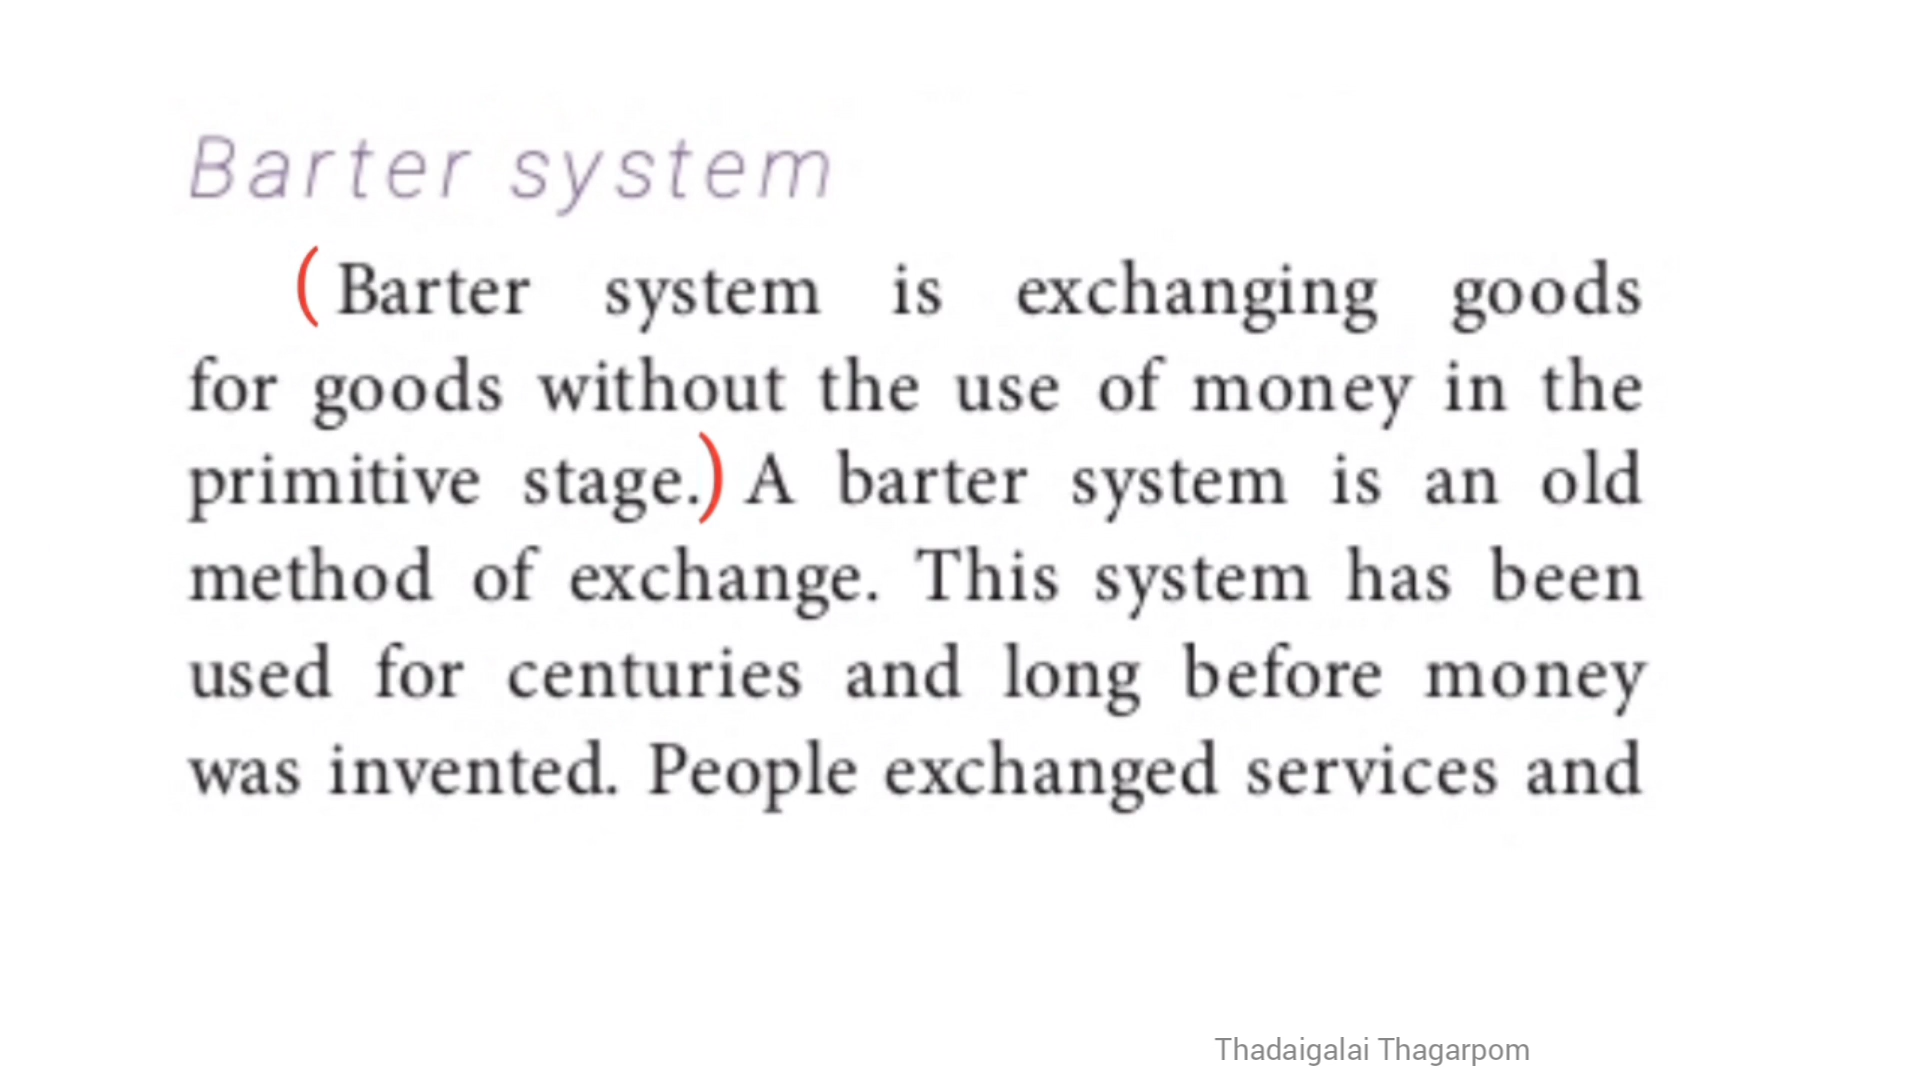 Barter system
( Barter system is exchanging goods
for goods without the use of money in the
primitive stage.) A barter system is an old
method of exchange. This system has been
used for centuries and long before money
was invented. People exchanged services and
Thadaigalai Thagarpom